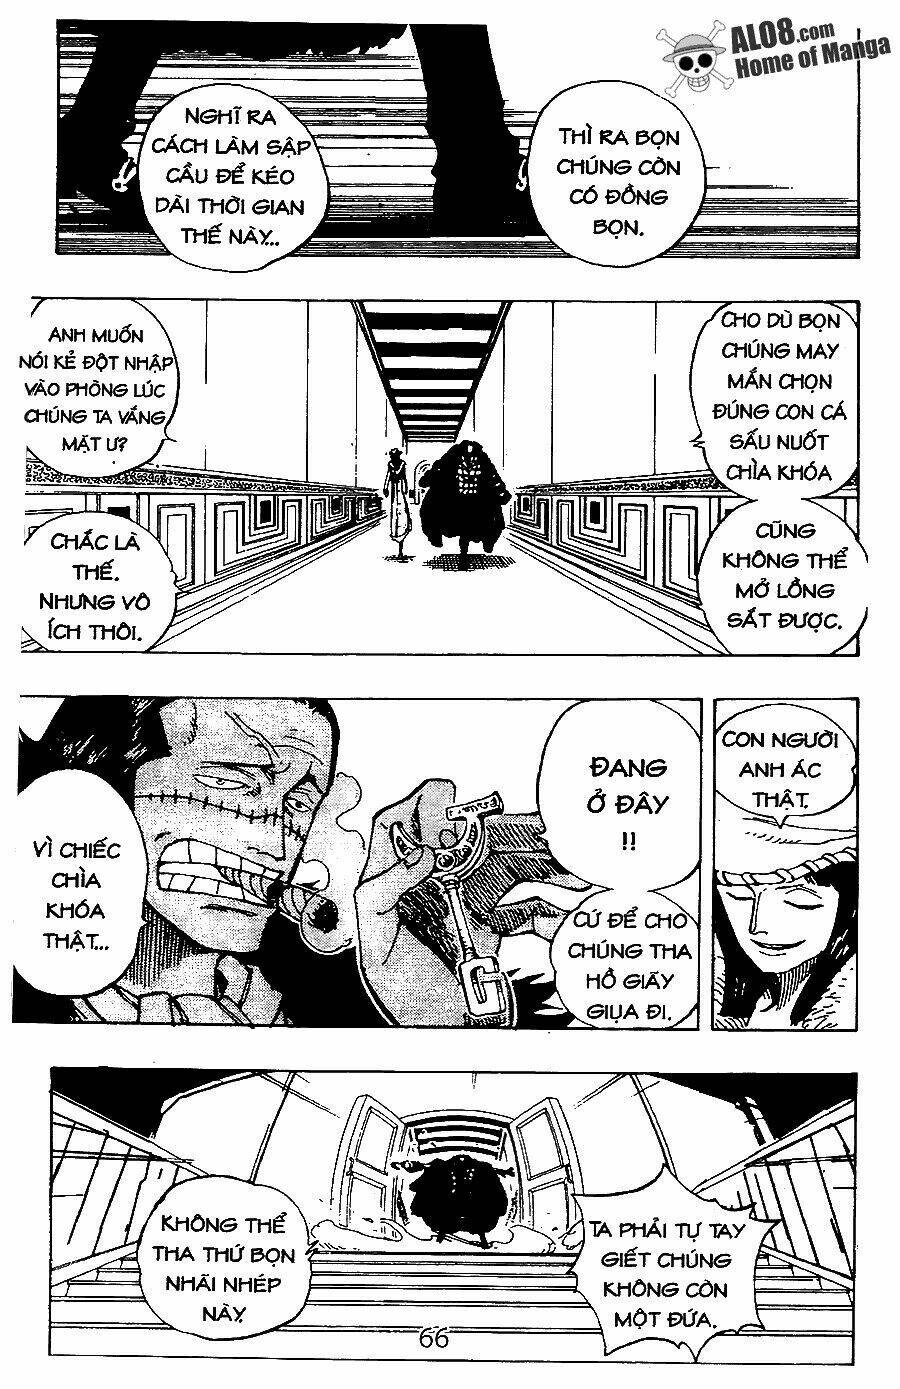 AL08.com
Home of Manga
THÌ RA BỌN
CHÚNG CÒN
CÓ ĐỒNG
BỌN.
NGHĨ RA
CÁCH LÀM SẬP
CẦU ĐỂ KÉO
DÀI THỜI GIAN
THẾ NÀY...
CHO DÙ BỌN
CHÚNG MAY
MẮN CHỌN
ĐÚNG CON CÁ
SẤU NUỐT
CHÌA KHÓA
CŨNG
KHÔNG THỂ
MỞ LỒNG
SẮT ĐƯỢC.
ANH MUỐN
NÓI KẺ ĐỘT NHẬP
VÀO PHÒNG LÚC
CHÚNG TA VẮNG
MẶT Ư?
CHẮC LÀ
THẾ.
NHƯNG VÔ
ÍCH THÔI.
CON NGƯỜI
ANH ÁC
THẬT.
ĐANG
Ở ĐÂY
!!
CỨ ĐỂ CHO
CHÚNG THA
HỒ GIÃY
GIỤA ĐI.
VÌ CHIẾC
CHÌA
KHÓA
THẬT...
TA PHẢI TỰ TAY
GIẾT CHÚNG
KHÔNG CÒN
MỘT ĐỨA.
KHÔNG THỂ
THA THỨ BỌN
NHÃI NHÉP
NÀY.
66